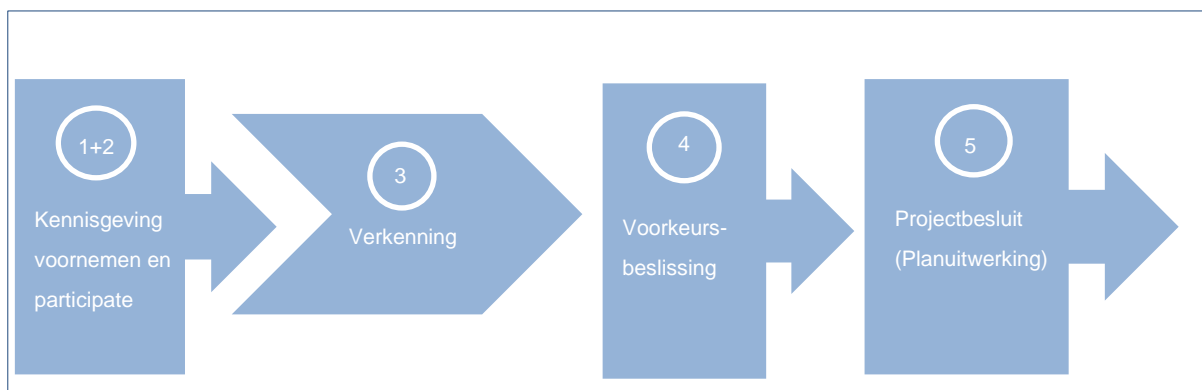 1+2
Kennisgeving
voornemen en
participate
3
Verkenning
4
Voorkeurs-
beslissing
5
Projectbesluit
(Planuitwerking)